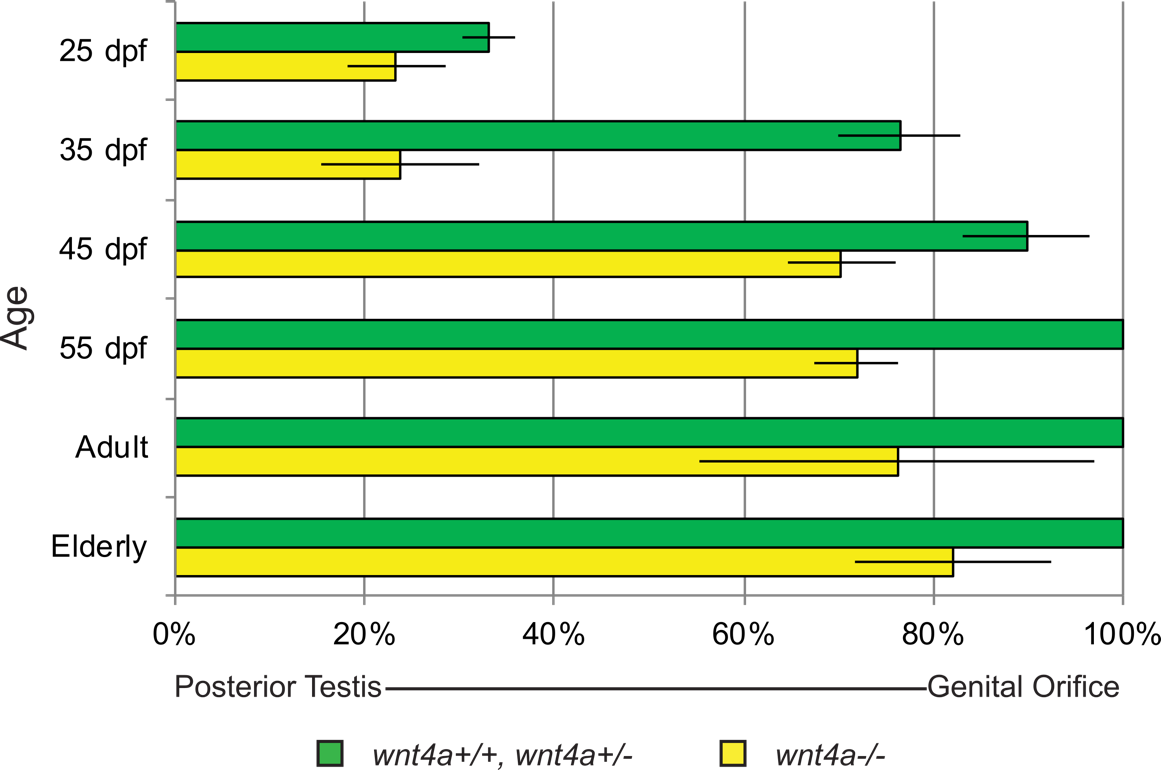 25 dpf
35 dpf
45 dpf
55 dpf
Adult
Elderly
Age
0% 20% 40% 60% 80% 100%
Posterior Testis Genital Orifice
wnt4a+/+, wnt4a+/- wnt4a-/-